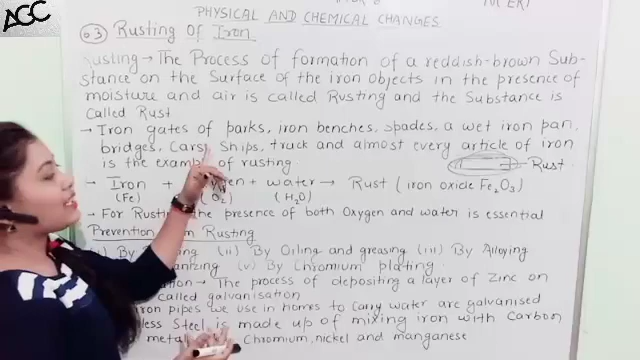 ACC
PHYSICAL AND CHEMICAL CHANGES
NCERT
03 Rusting Of Iron
Rusting → The Process of formation of a reddish-brown Sub-
stance on the Surface of the iron Objects in the presence of
moisture and air is called Rusting and the Substance is
Called Rust
→ Iron gates of parks, iron benches, spades, a wet iron pan,
bridges, Cars, Ships, truck and almost every article of iron
is the example of rusting.
Rust
→ Iron + + water → Rust (iron oxide Fe2O3)
(Fe) (O2) (H2O)
→ For Rusting the presence of both Oxygen and water is essential
Prevention Rusting
(i) By (ii) By Oiling and greasing (iii) By Alloying
(v) By Chromium plating.
→ The process of depositing a layer of Zinc on
called galvanisation
iron pipes we use in homes to Carry water are galvanised
Steel is made up of mixing iron with Carbon
Chromium, nickel and manganese